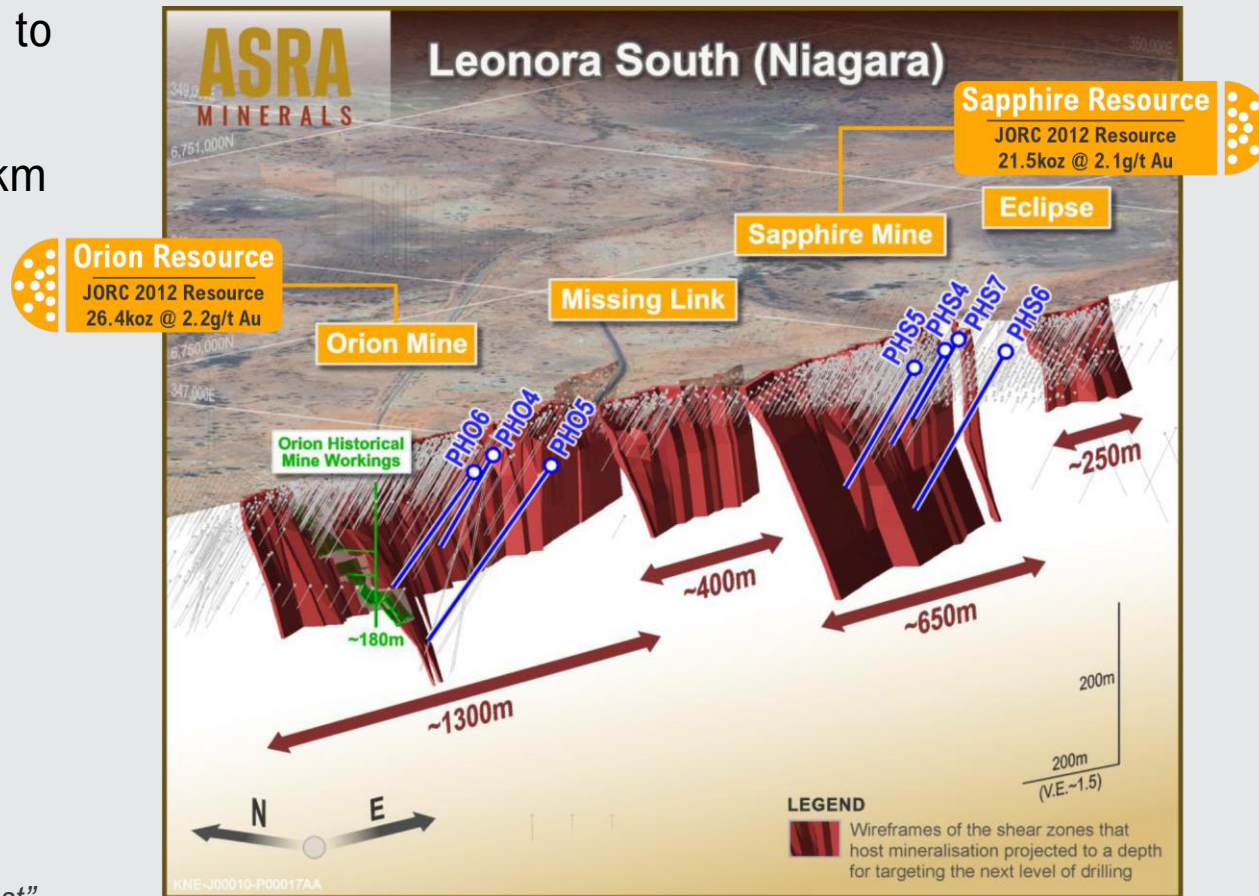 to
km
ASRA
MINERALS
Leonora South (Niagara)
350,000E
349,000E
6,751,000N
Sapphire Resource
JORC 2012 Resource
21.5koz @ 2.1g/t Au
Eclipse
Sapphire Mine
Orion Resource
JORC 2012 Resource
26.4koz @ 2.2g/t Au
Missing Link
Orion Mine
6,750,000N
347,000E
PHS5
PHS4
PHS7
PHS6
Orion Historical
Mine Workings
PHO6
PHO4
PHO5
~250m
~400m
~650m
~180m
~1300m
200m
200m
(V.E.~1.5)
N
E
LEGEND
Wireframes of the shear zones that
host mineralisation projected to a depth
for targeting the next level of drilling
KNE-J00010-P00017AA